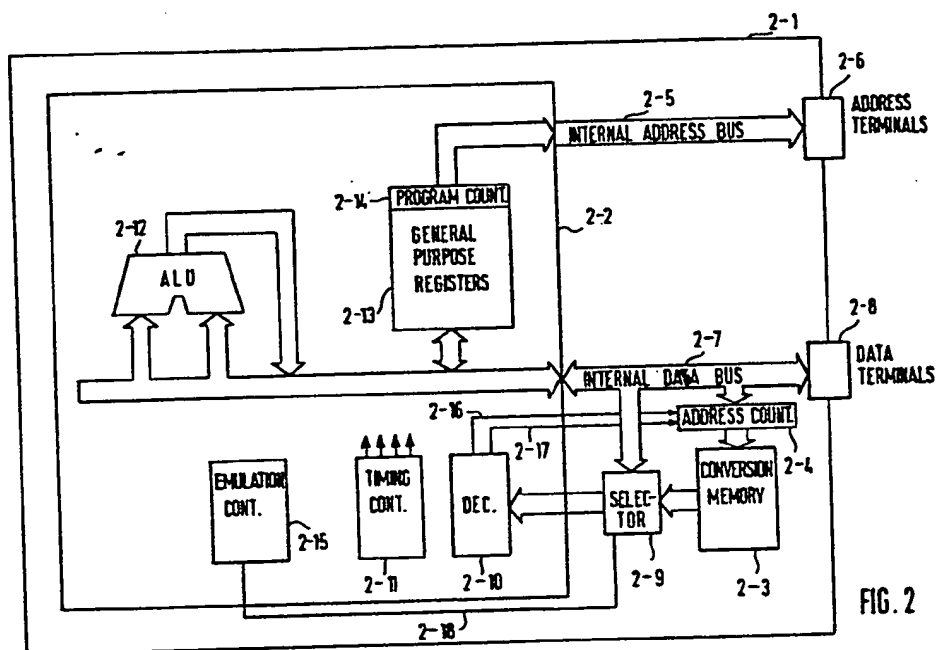 2-1
2-6
ADDRESS
TERMINALS
2-5
INTERNAL ADDRESS BUS
2-14
PROGRAM COUNT.
2-2
GENERAL
PURPOSE
REGISTERS
2-12
ALU
2-13
2-8
DATA
TERMINALS
2-7
INTERNAL DATA BUS
2-16
ADDRESS COUNT.
2-17
2-4
EMULATION
CONT.
TIMING
CONT.
DEC.
SELEC-
TOR
CONVERSION
MEMORY
2-15
2-11
2-10
2-9
2-3
2-18
FIG. 2